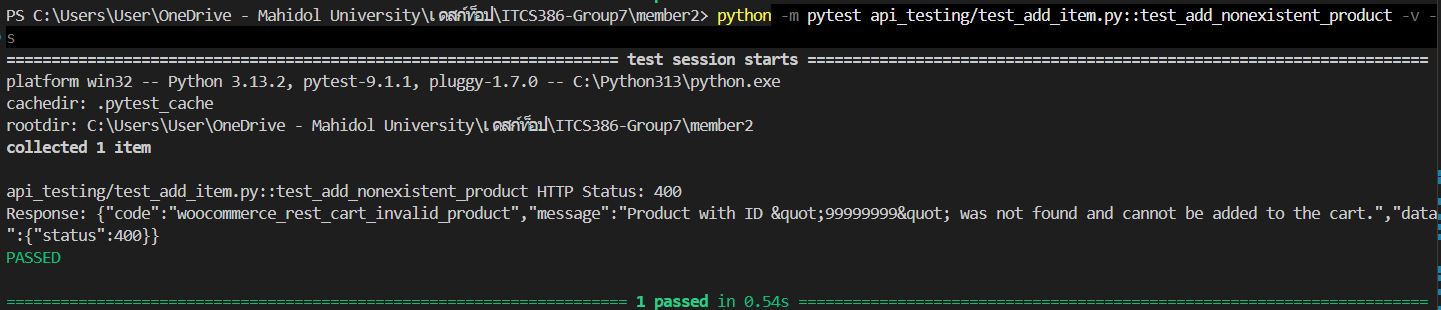 PS C:\Users\User\OneDrive - Mahidol University\เดสก์ท็อป\ITCS386-Group7\member2> python -m pytest api_testing/test_add_item.py::test_add_nonexistent_product -v -
s
============================================================ test session starts =============================================================
platform win32 -- Python 3.13.2, pytest-9.1.1, pluggy-1.7.0 -- C:\Python313\python.exe
cachedir: .pytest_cache
rootdir: C:\Users\User\OneDrive - Mahidol University\เดสก์ท็อป\ITCS386-Group7\member2
collected 1 item
api_testing/test_add_item.py::test_add_nonexistent_product HTTP Status: 400
Response: {"code":"woocommerce_rest_cart_invalid_product","message":"Product with ID &quot;99999999&quot; was not found and cannot be added to the cart.","data
":{"status":400}}
PASSED
============================================================= 1 passed in 0.54s ==============================================================